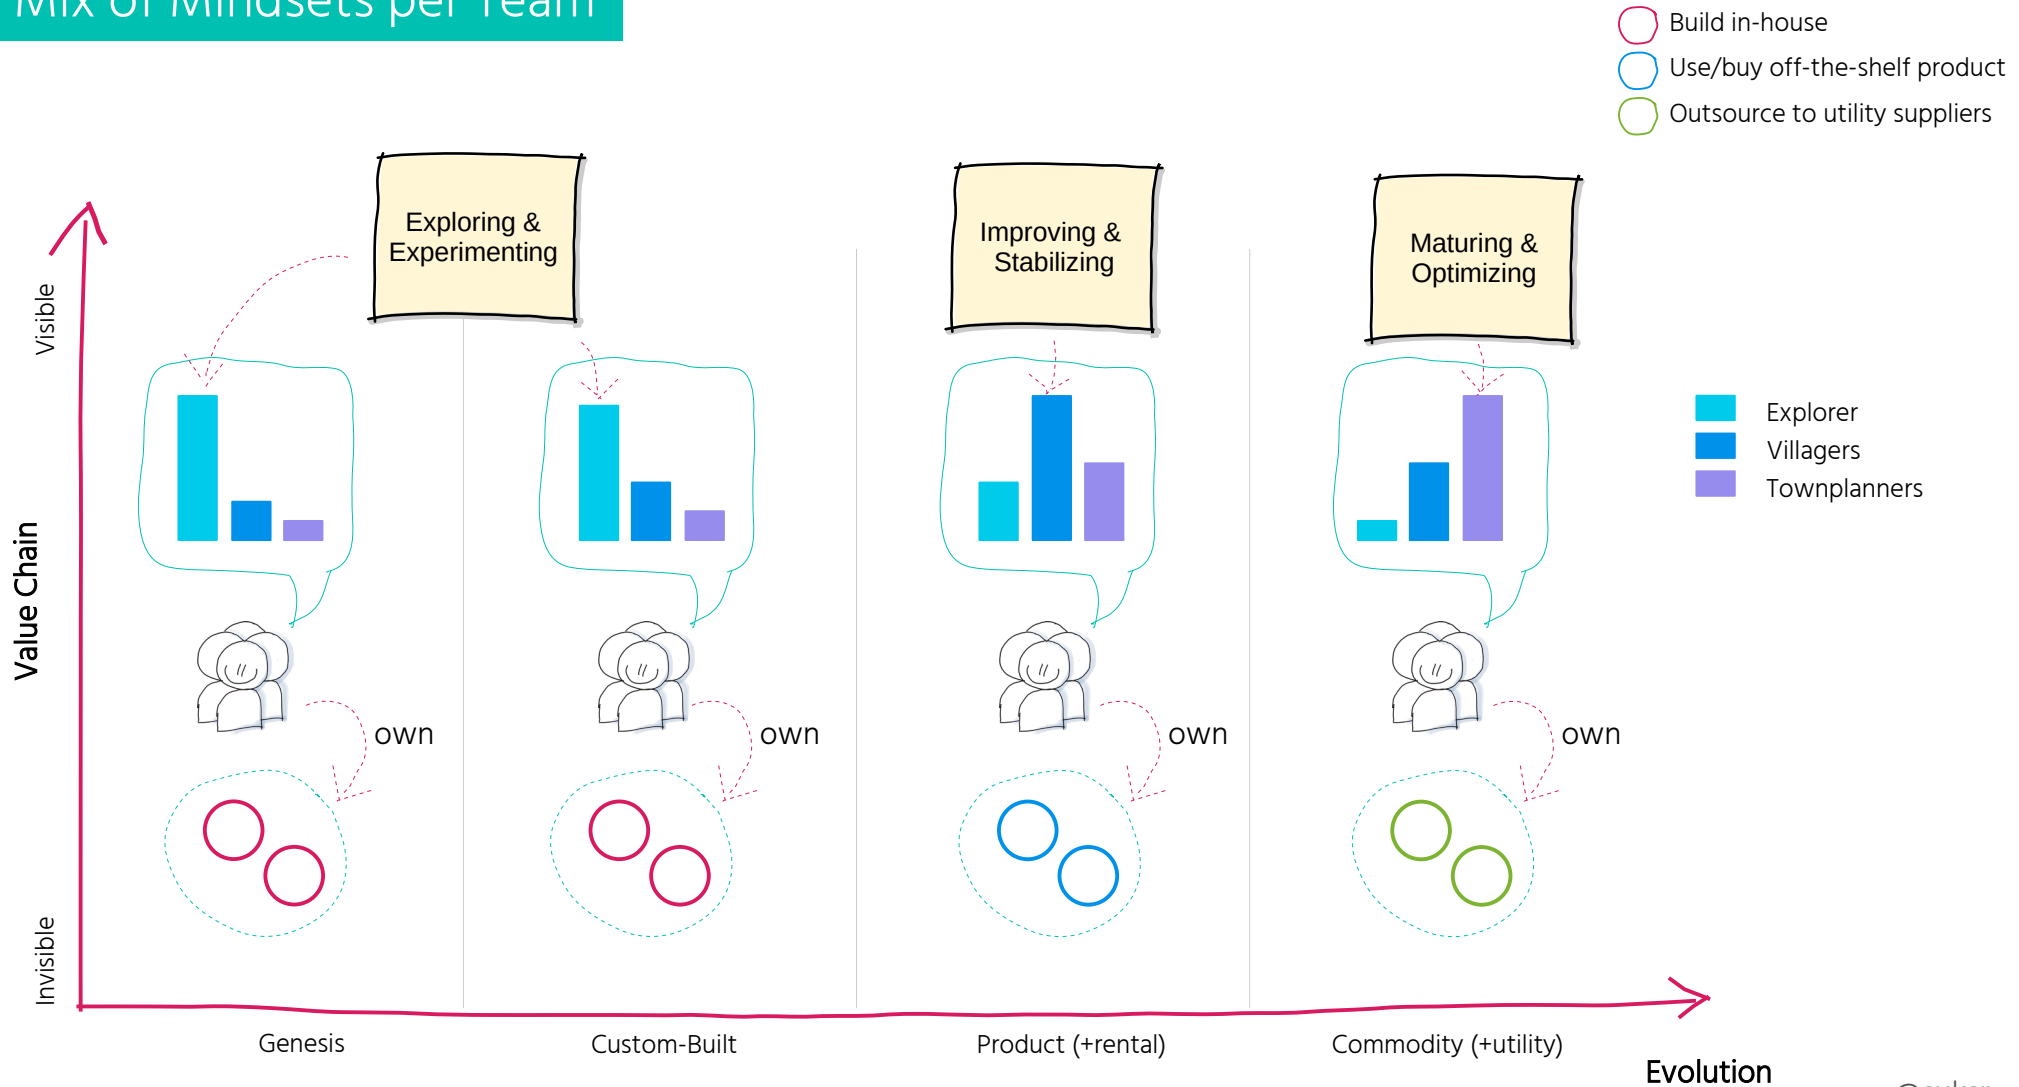 Mix of Mindsets per Team
Build in-house
Use/buy off-the-shelf product
Outsource to utility suppliers
Exploring &
Experimenting
Improving &
Stabilizing
Maturing &
Optimizing
Visible
Value Chain
Invisible
Explorer
Villagers
Townplanners
own
own
own
own
Genesis
Custom-Built
Product (+rental)
Commodity (+utility)
Evolution